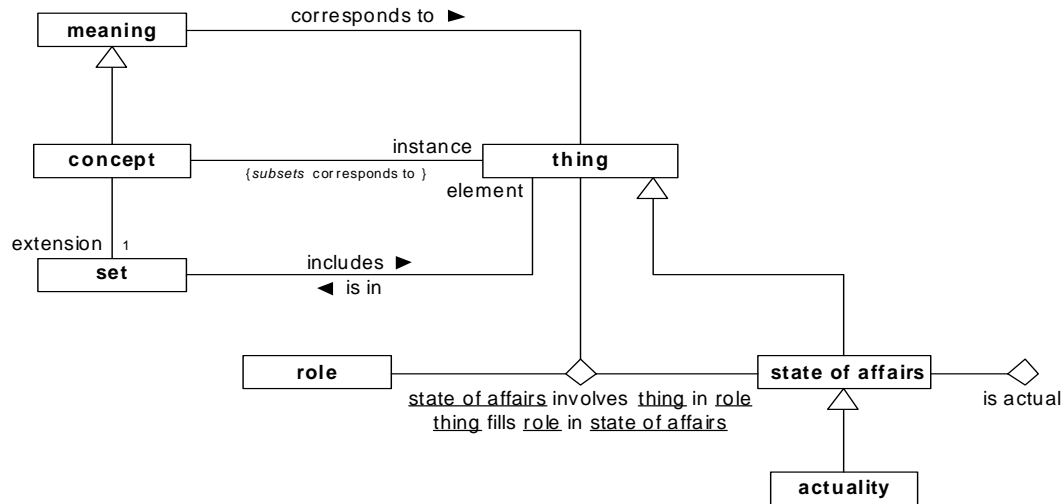 corresponds to ►
meaning
instance
concept
thing
{subsets corresponds to }
element
extension 1
set
includes ►
◄ is in
role
state of affairs
state of affairs involves thing in role
is actual
thing fills role in state of affairs
actuality